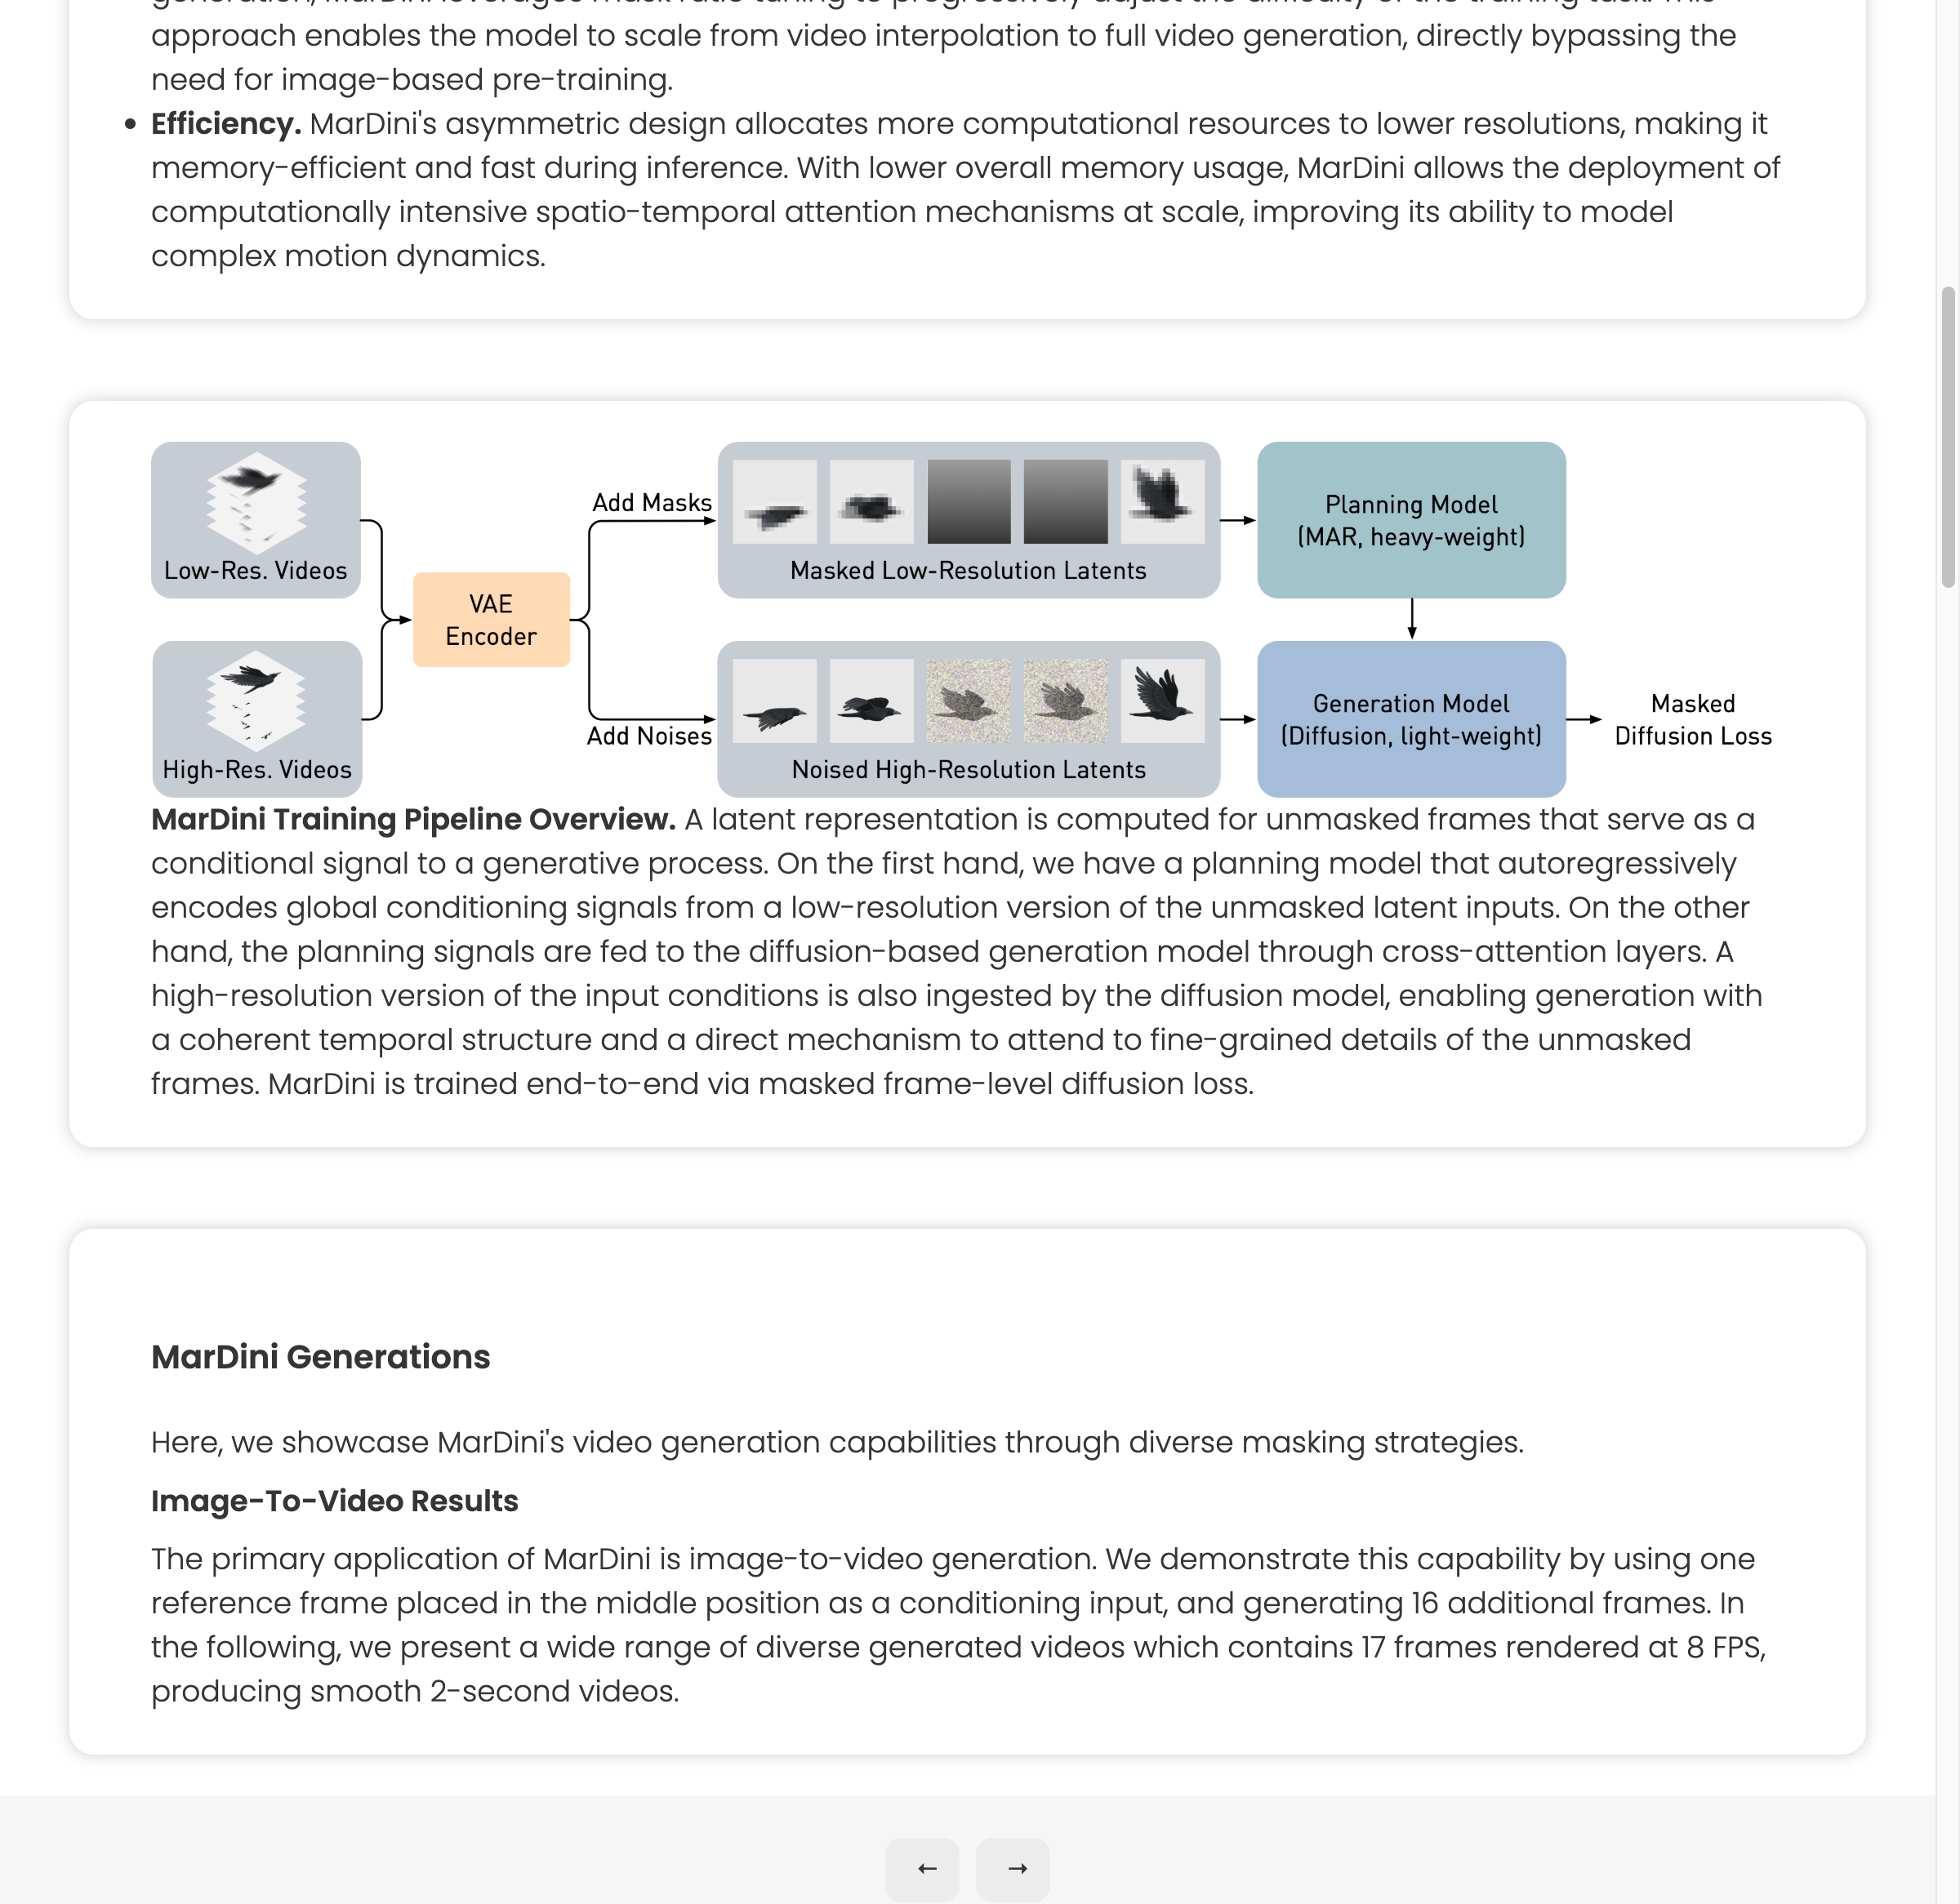 approach enables the model to scale from video interpolation to full video generation, directly bypassing the
need for image-based pre-training.
• Efficiency. MarDini's asymmetric design allocates more computational resources to lower resolutions, making it
memory-efficient and fast during inference. With lower overall memory usage, MarDini allows the deployment of
computationally intensive spatio-temporal attention mechanisms at scale, improving its ability to model
complex motion dynamics.
Low-Res. Videos
High-Res. Videos
VAE
Encoder
Add Masks
Add Noises
Masked Low-Resolution Latents
Noised High-Resolution Latents
Planning Model
(MAR, heavy-weight)
Generation Model
(Diffusion, light-weight)
Masked
Diffusion Loss
MarDini Training Pipeline Overview. A latent representation is computed for unmasked frames that serve as a
conditional signal to a generative process. On the first hand, we have a planning model that autoregressively
encodes global conditioning signals from a low-resolution version of the unmasked latent inputs. On the other
hand, the planning signals are fed to the diffusion-based generation model through cross-attention layers. A
high-resolution version of the input conditions is also ingested by the diffusion model, enabling generation with
a coherent temporal structure and a direct mechanism to attend to fine-grained details of the unmasked
frames. MarDini is trained end-to-end via masked frame-level diffusion loss.
MarDini Generations
Here, we showcase MarDini's video generation capabilities through diverse masking strategies.
Image-To-Video Results
The primary application of MarDini is image-to-video generation. We demonstrate this capability by using one
reference frame placed in the middle position as a conditioning input, and generating 16 additional frames. In
the following, we present a wide range of diverse generated videos which contains 17 frames rendered at 8 FPS,
producing smooth 2-second videos.
← →